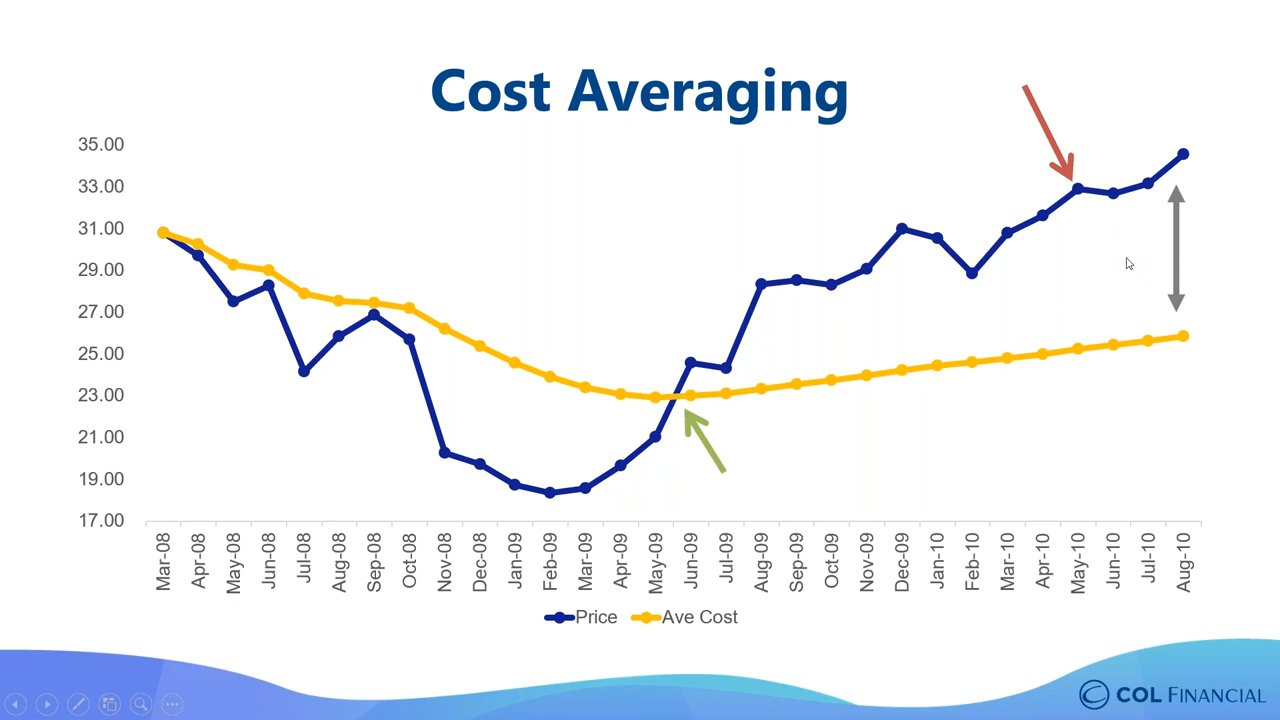 Cost Averaging
35.00
33.00
31.00
29.00
27.00
25.00
23.00
21.00
19.00
17.00
Mar-08
Apr-08
May-08
Jun-08
Jul-08
Aug-08
Sep-08
Oct-08
Nov-08
Dec-08
Jan-09
Feb-09
Mar-09
Apr-09
May-09
Jun-09
Jul-09
Aug-09
Sep-09
Oct-09
Nov-09
Dec-09
Jan-10
Feb-10
Mar-10
Apr-10
May-10
Jun-10
Jul-10
Aug-10
Price Ave Cost
COL FINANCIAL